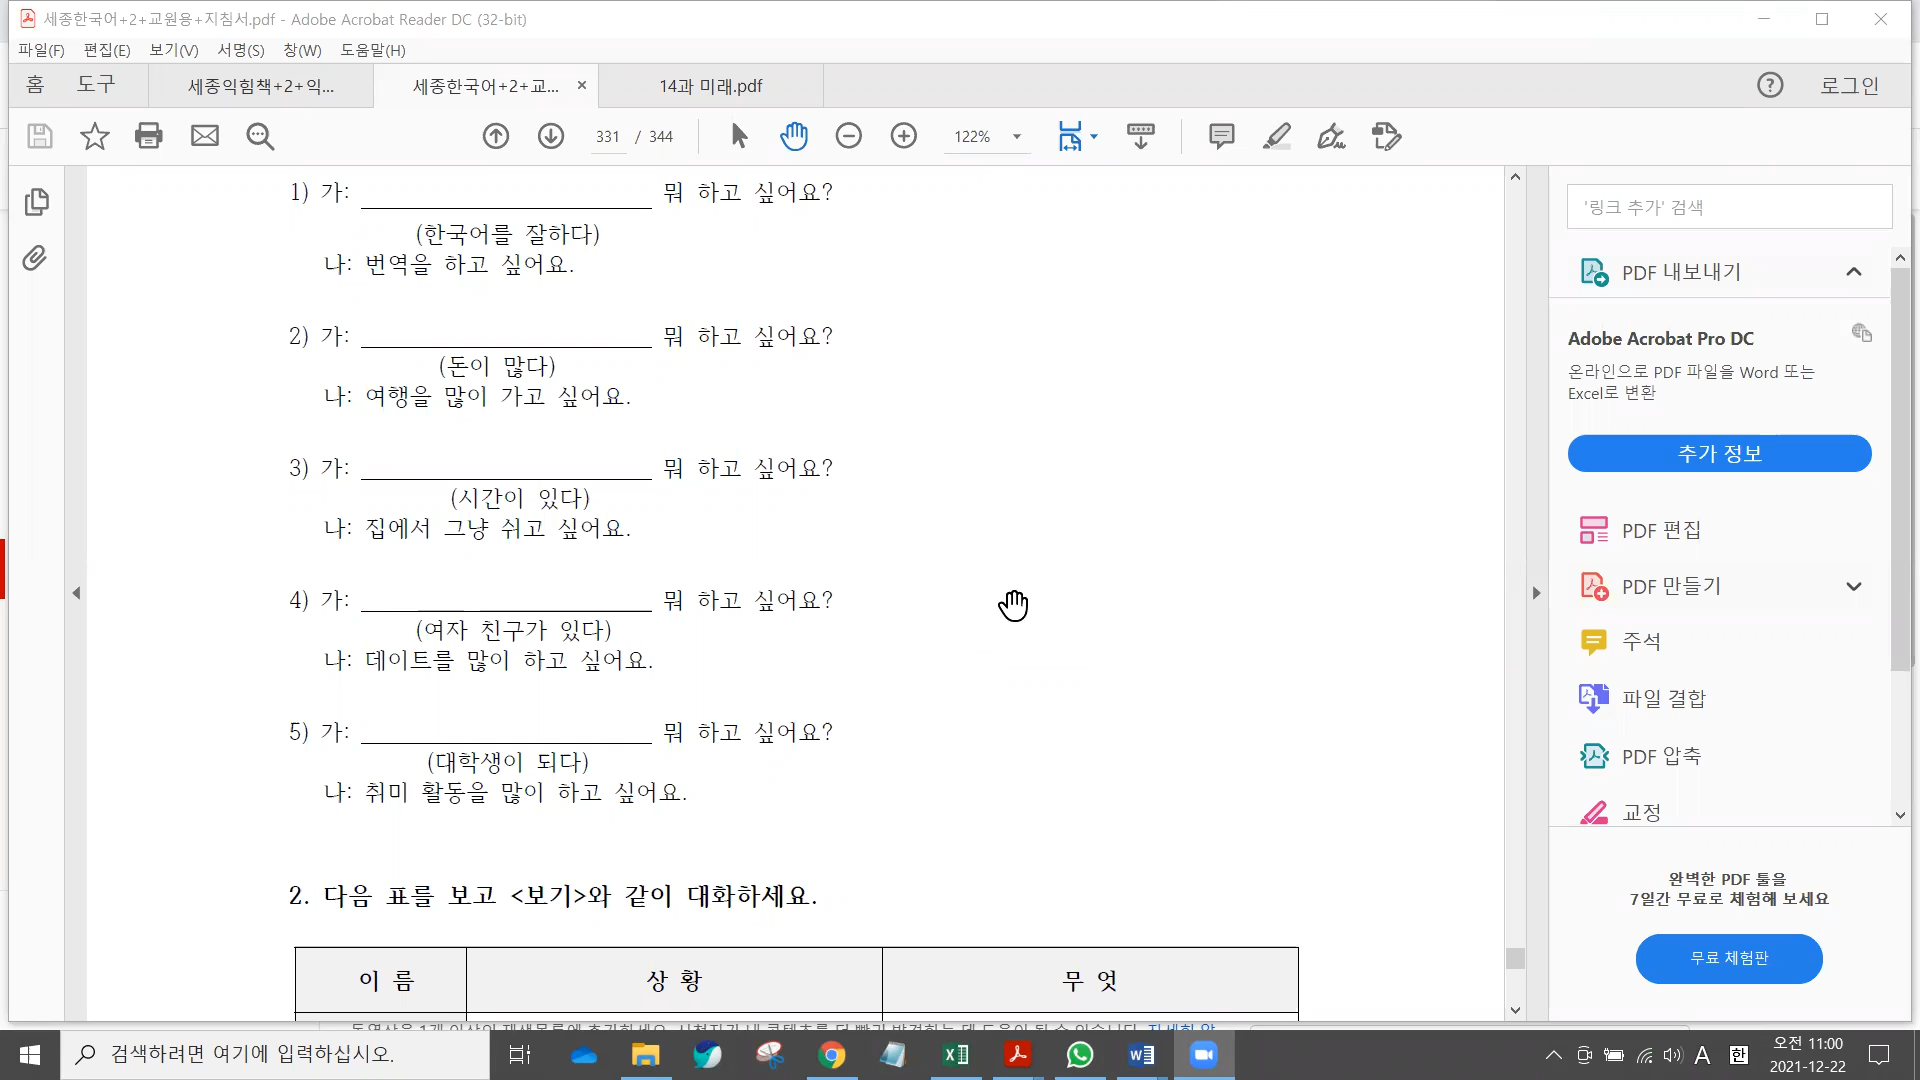 세종한국어+2+교원용+지침서.pdf - Adobe Acrobat Reader DC (32-bit)
파일(F) 편집(E) 보기(V) 서명(S) 창(W) 도움말(H)
홈 도구 세종익힘책+2+익... 세종한국어+2+교... × 14과 미래.pdf 로그인
331 / 344 122%
1) 가: 뭐 하고 싶어요?
(한국어를 잘하다)
나: 번역을 하고 싶어요.
2) 가: 뭐 하고 싶어요?
(돈이 많다)
나: 여행을 많이 가고 싶어요.
3) 가: 뭐 하고 싶어요?
(시간이 있다)
나: 집에서 그냥 쉬고 싶어요.
4) 가: 뭐 하고 싶어요?
(여자 친구가 있다)
나: 데이트를 많이 하고 싶어요.
5) 가: 뭐 하고 싶어요?
(대학생이 되다)
나: 취미 활동을 많이 하고 싶어요.
2. 다음 표를 보고 <보기>와 같이 대화하세요.
이 름 상 황 무 엇
'링크 추가' 검색
PDF 내보내기
Adobe Acrobat Pro DC
온라인으로 PDF 파일을 Word 또는
Excel로 변환
추가 정보
PDF 편집
PDF 만들기
주석
파일 결합
PDF 압축
교정
완벽한 PDF 툴을
7일간 무료로 체험해 보세요
무료 체험판
검색하려면 여기에 입력하십시오.
A 한
오전 11:00
2021-12-22